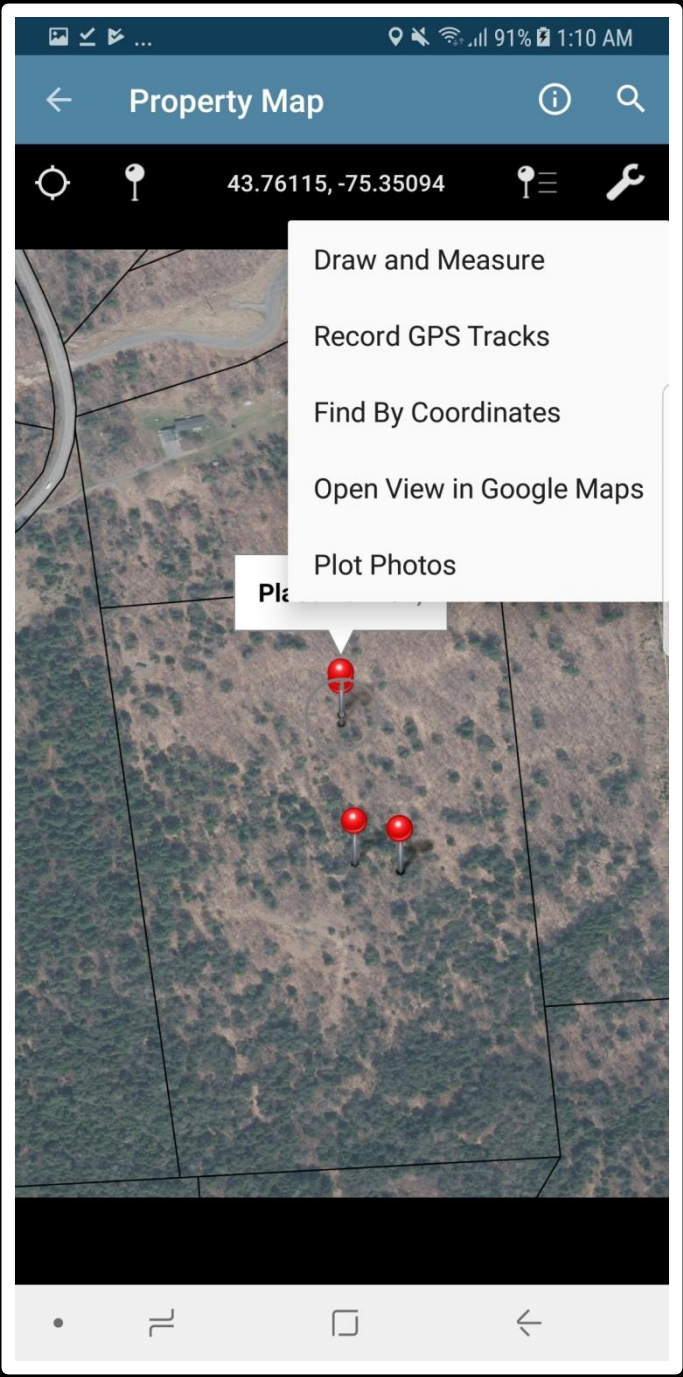 ... 91% 1:10 AM
Property Map
43.76115, -75.35094
Draw and Measure
Record GPS Tracks
Find By Coordinates
Open View in Google Maps
Plot Photos